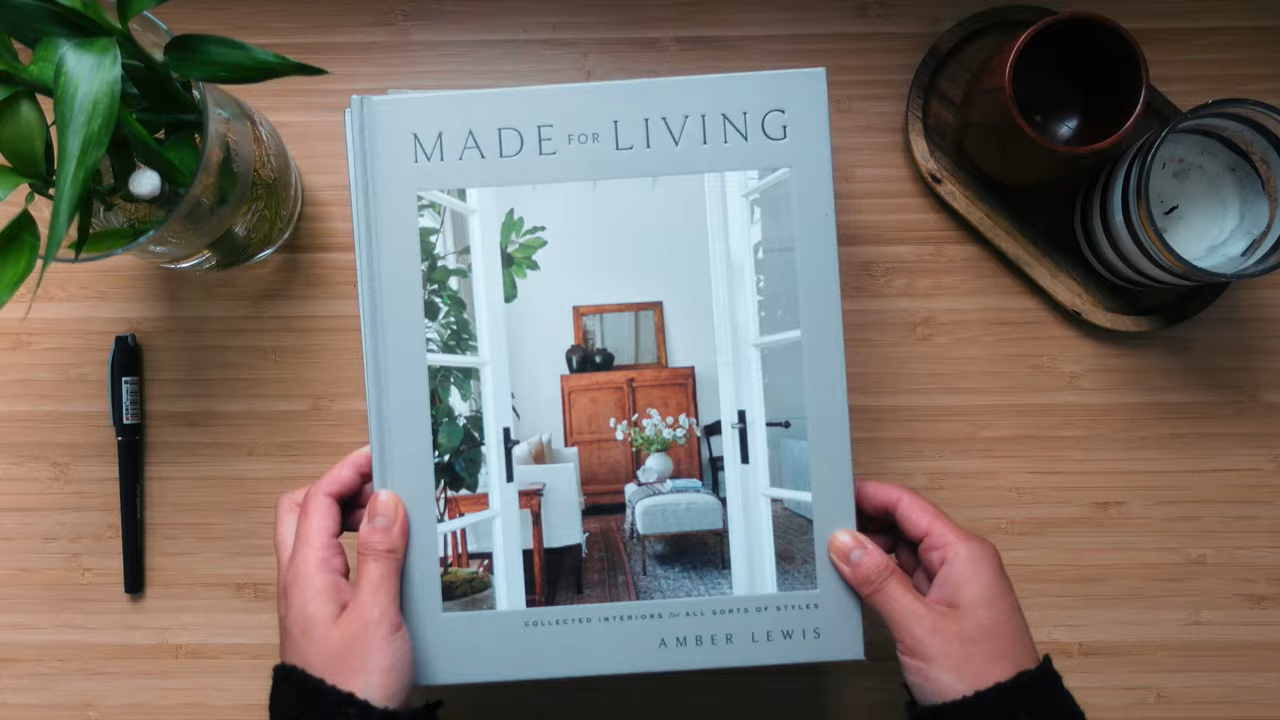 MADE FOR LIVING
COLLECTED INTERIORS for ALL SORTS OF STYLES
AMBER LEWIS